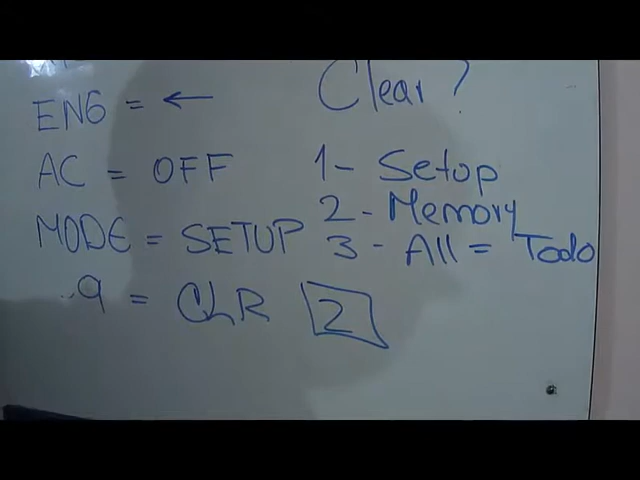 ENG = ←
AC = OFF
MODE = SETUP
9 = CLR 2
Clear?
1- Setup
2- Memory
3- All = Todo